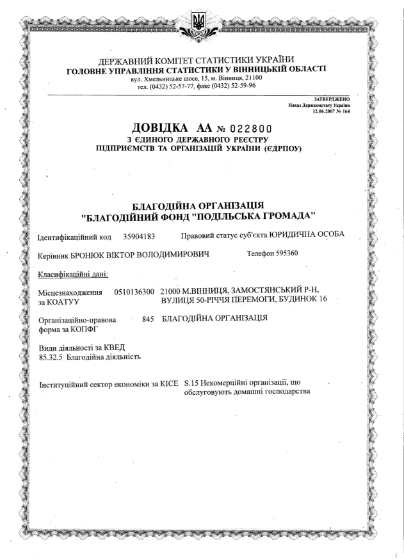 ДЕРЖАВНИЙ КОМІТЕТ СТАТИСТИКИ УКРАЇНИ
ГОЛОВНЕ УПРАВЛІННЯ СТАТИСТИКИ У ВІННИЦЬКІЙ ОБЛАСТІ
вул. Хмельницьке шосе, 15, м. Вінниця, 21100
тел. (0432) 52-57-77, факс (0432) 52-59-96
ЗАТВЕРДЖЕНО
Наказ Держкомстату України
12.06.2007 № 164
ДОВІДКА АА № 022800
З ЄДИНОГО ДЕРЖАВНОГО РЕЄСТРУ
ПІДПРИЄМСТВ ТА ОРГАНІЗАЦІЙ УКРАЇНИ (ЄДРПОУ)
БЛАГОДІЙНА ОРГАНІЗАЦІЯ
"БЛАГОДІЙНИЙ ФОНД "ПОДІЛЬСЬКА ГРОМАДА"
Ідентифікаційний код 35904183 Правовий статус суб'єкта ЮРИДИЧНА ОСОБА
Керівник БРОНЮК ВІКТОР ВОЛОДИМИРОВИЧ Телефон 595360
Класифікаційні дані:
Місцезнаходження 0510136300 21000 М.ВІННИЦЯ, ЗАМОСТЯНСЬКИЙ Р-Н,
за КОАТУУ ВУЛИЦЯ 50-РІЧЧЯ ПЕРЕМОГИ, БУДИНОК 16
Організаційно-правова 845 БЛАГОДІЙНА ОРГАНІЗАЦІЯ
форма за КОПФГ
Види діяльності за КВЕД
85.32.5 Благодійна діяльність
Інституційний сектор економіки за КІСЕ S.15 Некомерційні організації, що
обслуговують домашні господарства